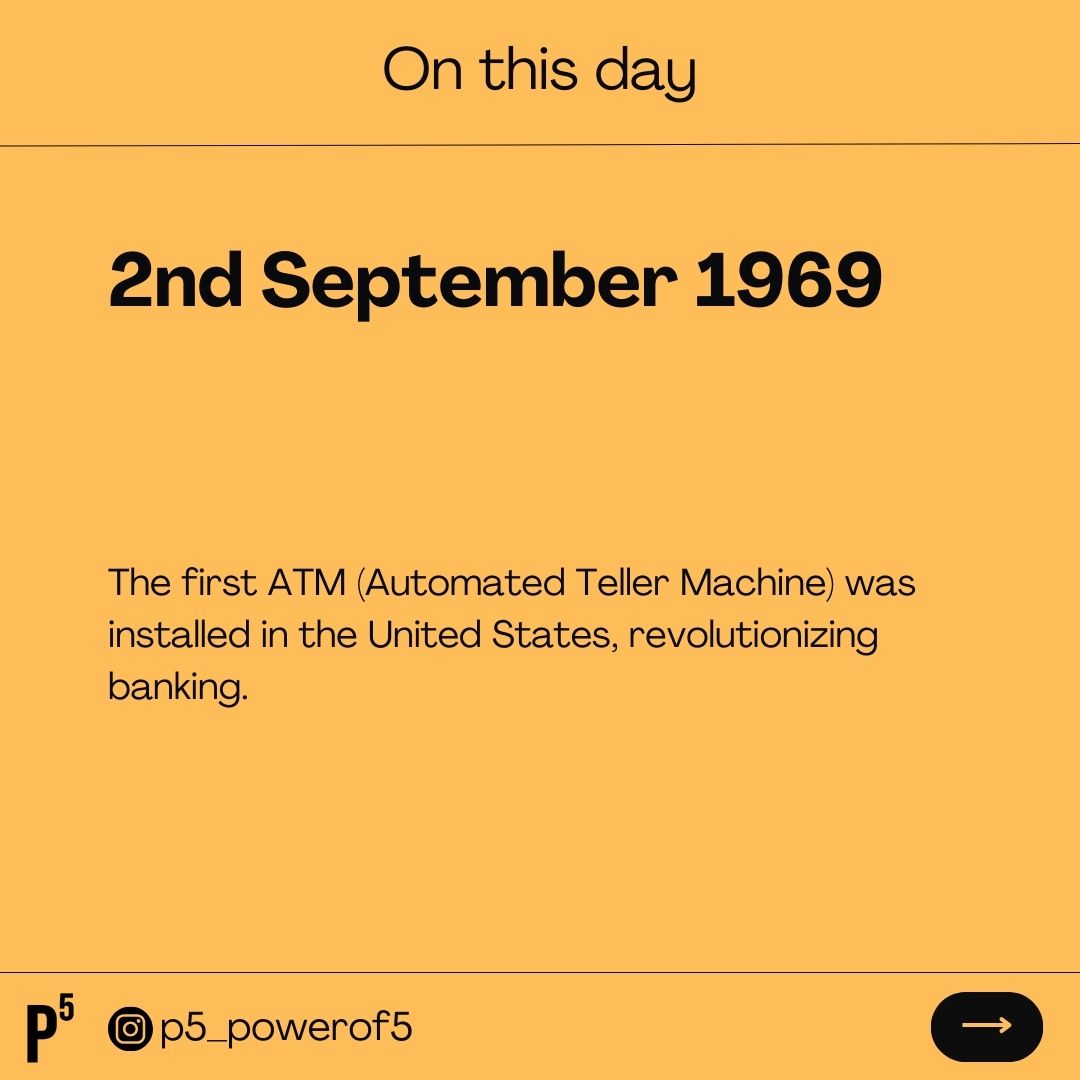 On this day
2nd September 1969
The first ATM (Automated Teller Machine) was
installed in the United States, revolutionizing
banking.
P5 p5_powerof5